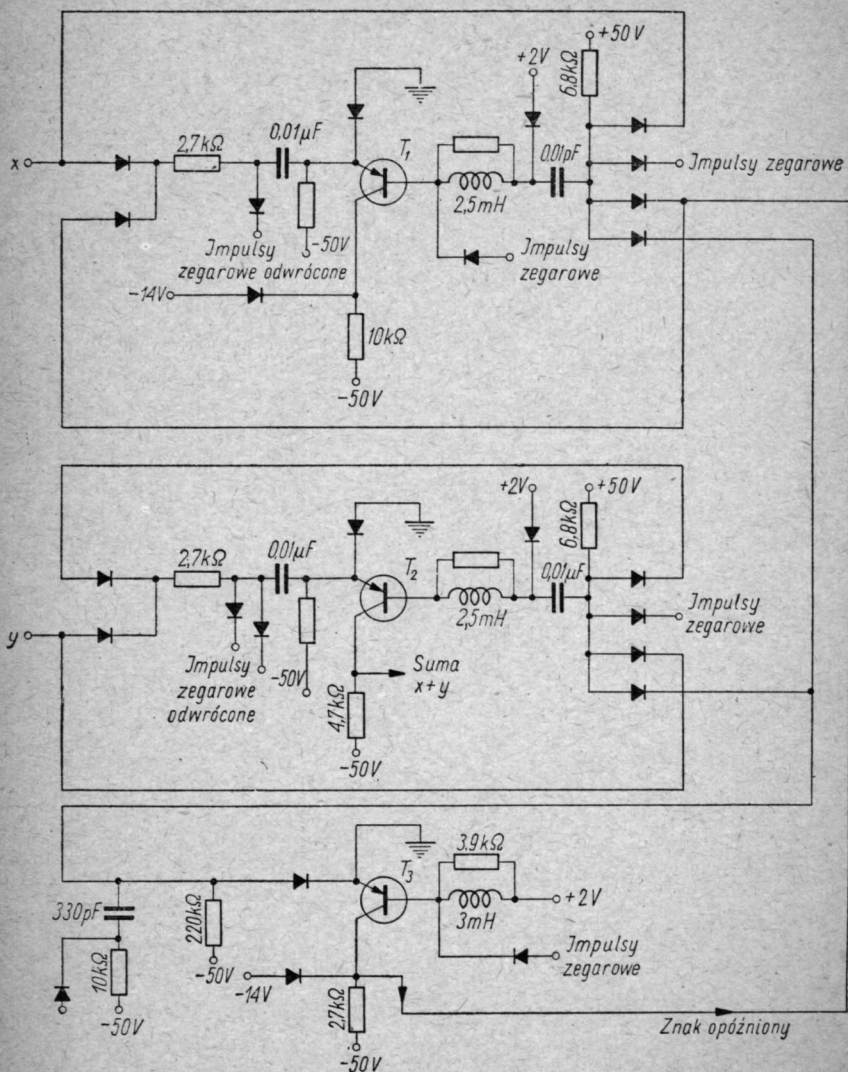 +50V
+2V
6,8kΩ
2,7kΩ
0,01μF
T₁
0,01pF
x
Impulsy zegarowe
2,5mH
-50V
Impulsy
zegarowe odwrócone
Impulsy
zegarowe
-14V
10kΩ
-50V
+2V
+50V
6,8kΩ
2,7kΩ
0,01μF
T₂
0,01μF
2,5mH
Impulsy
zegarowe
y
Impulsy
zegarowe
odwrócone
-50V
Suma
x+y
4,7kΩ
-50V
3,9kΩ
T₃
330pF
220kΩ
3mH
+2V
10kΩ
-50V
-14V
Impulsy
zegarowe
-50V
2,7kΩ
-50V
Znak opóźniony